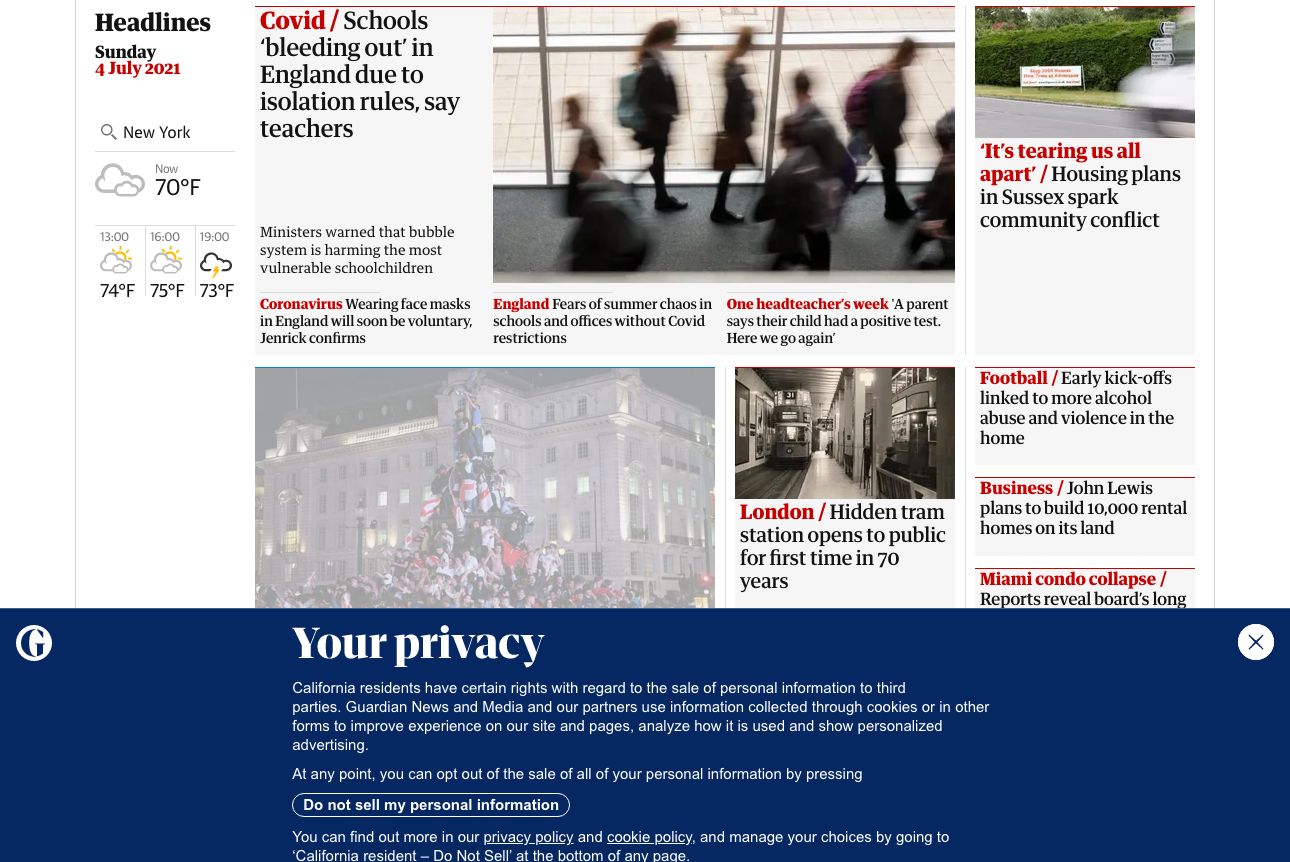 Headlines
Sunday
4 July 2021
New York
Now
70°F
13:00
16:00
19:00
74°F
75°F
73°F
Covid / Schools
‘bleeding out’ in
England due to
isolation rules, say
teachers
Ministers warned that bubble
system is harming the most
vulnerable schoolchildren
Coronavirus Wearing face masks
in England will soon be voluntary,
Jenrick confirms
England Fears of summer chaos in
schools and offices without Covid
restrictions
One headteacher’s week 'A parent
says their child had a positive test.
Here we go again’
‘It’s tearing us all
apart’ / Housing plans
in Sussex spark
community conflict
31
London / Hidden tram
station opens to public
for first time in 70
years
Football / Early kick-offs
linked to more alcohol
abuse and violence in the
home
Business / John Lewis
plans to build 10,000 rental
homes on its land
Miami condo collapse /
Reports reveal board’s long
Your privacy
California residents have certain rights with regard to the sale of personal information to third
parties. Guardian News and Media and our partners use information collected through cookies or in other
forms to improve experience on our site and pages, analyze how it is used and show personalized
advertising.
At any point, you can opt out of the sale of all of your personal information by pressing
Do not sell my personal information
You can find out more in our privacy policy and cookie policy, and manage your choices by going to
‘California resident – Do Not Sell’ at the bottom of any page.